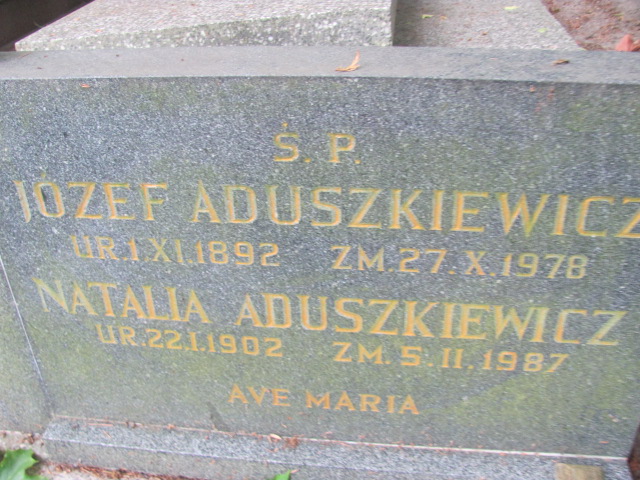 Ś. P.
JÓZEF ADUSZKIEWICZ
UR.1.XI.1892 ZM.27.X.1978
NATALIA ADUSZKIEWICZ
UR.22.I.1902 ZM.5.II.1987
AVE MARIA